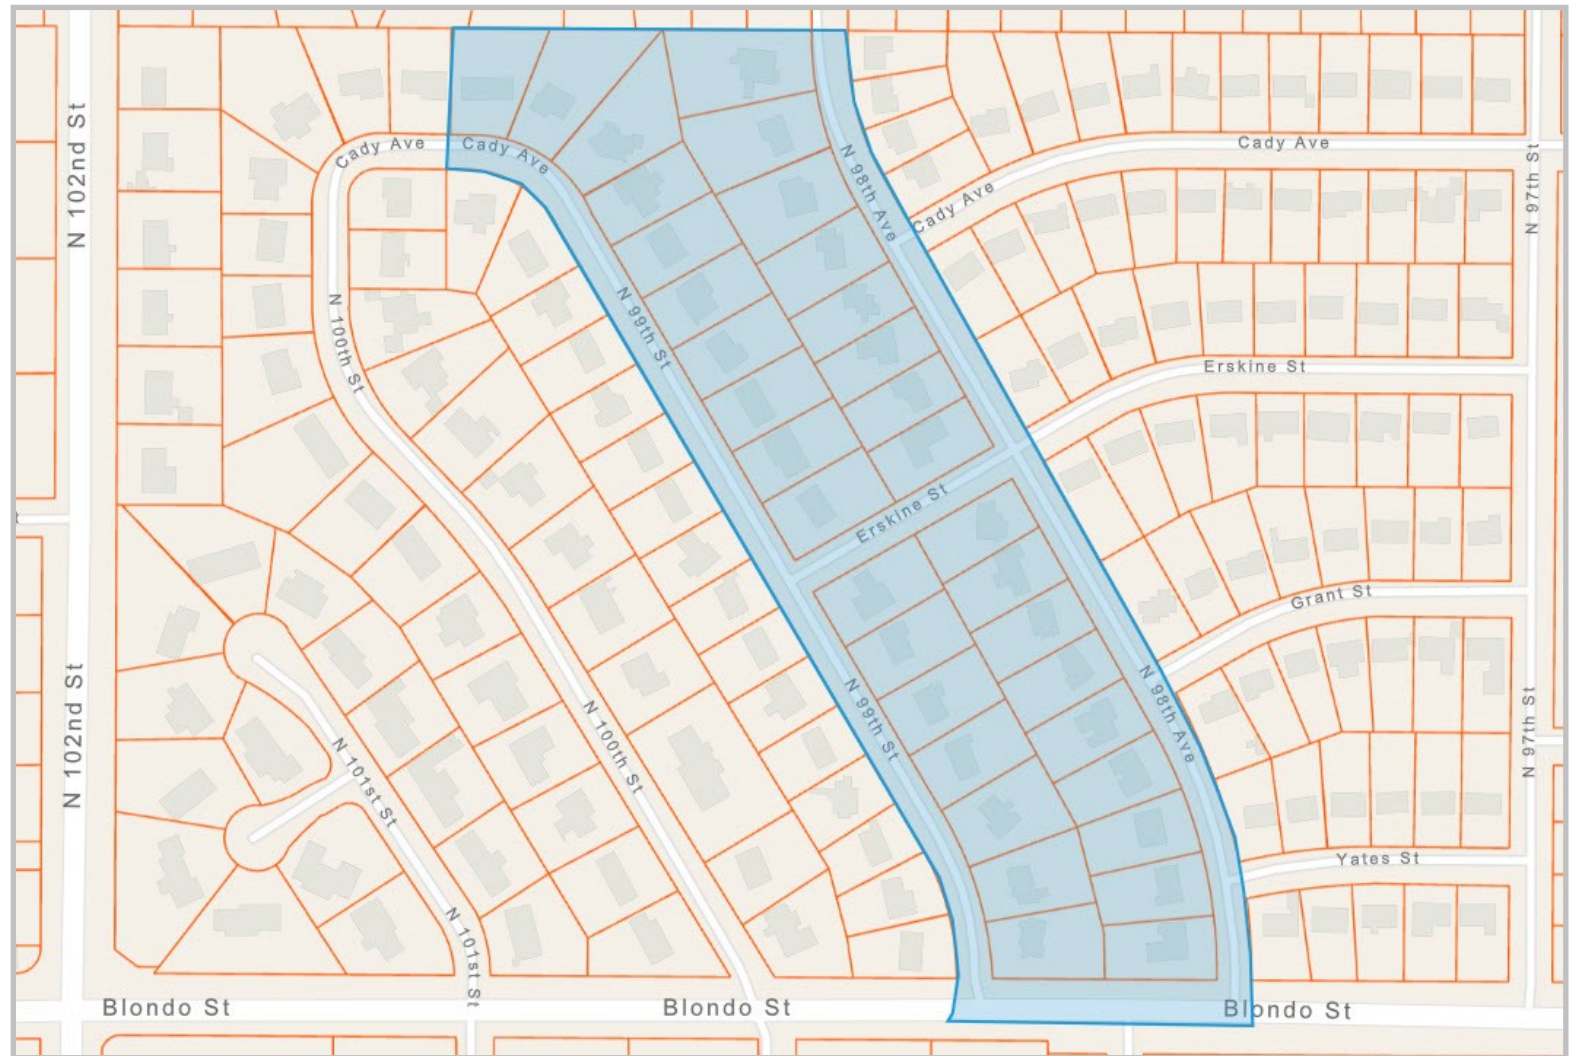 Cady Ave
Cady Ave
Cady Ave
Cady Ave
N 102nd St
N 98th Ave
N 97th St
N 100th St
N 99th St
Erskine St
Erskine St
Grant St
N 102nd St
N 101st St
N 100th St
N 99th St
N 98th Ave
N 97th St
Yates St
N 101st St
Blondo St
Blondo St
Blondo St